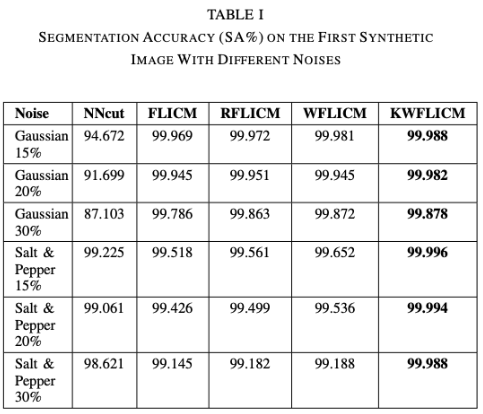 TABLE I
SEGMENTATION ACCURACY (SA%) ON THE FIRST SYNTHETIC
IMAGE WITH DIFFERENT NOISES
Noise NNcut FLICM RFLICM WFLICM KWFLICM
Gaussian 94.672 99.969 99.972 99.981 99.988
15%
Gaussian 91.699 99.945 99.951 99.945 99.982
20%
Gaussian 87.103 99.786 99.863 99.872 99.878
30%
Salt & 99.225 99.518 99.561 99.652 99.996
Pepper
15%
Salt & 99.061 99.426 99.499 99.536 99.994
Pepper
20%
Salt & 98.621 99.145 99.182 99.188 99.988
Pepper
30%